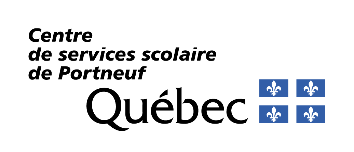 Centre
de services scolaire
de Portneuf
Québec